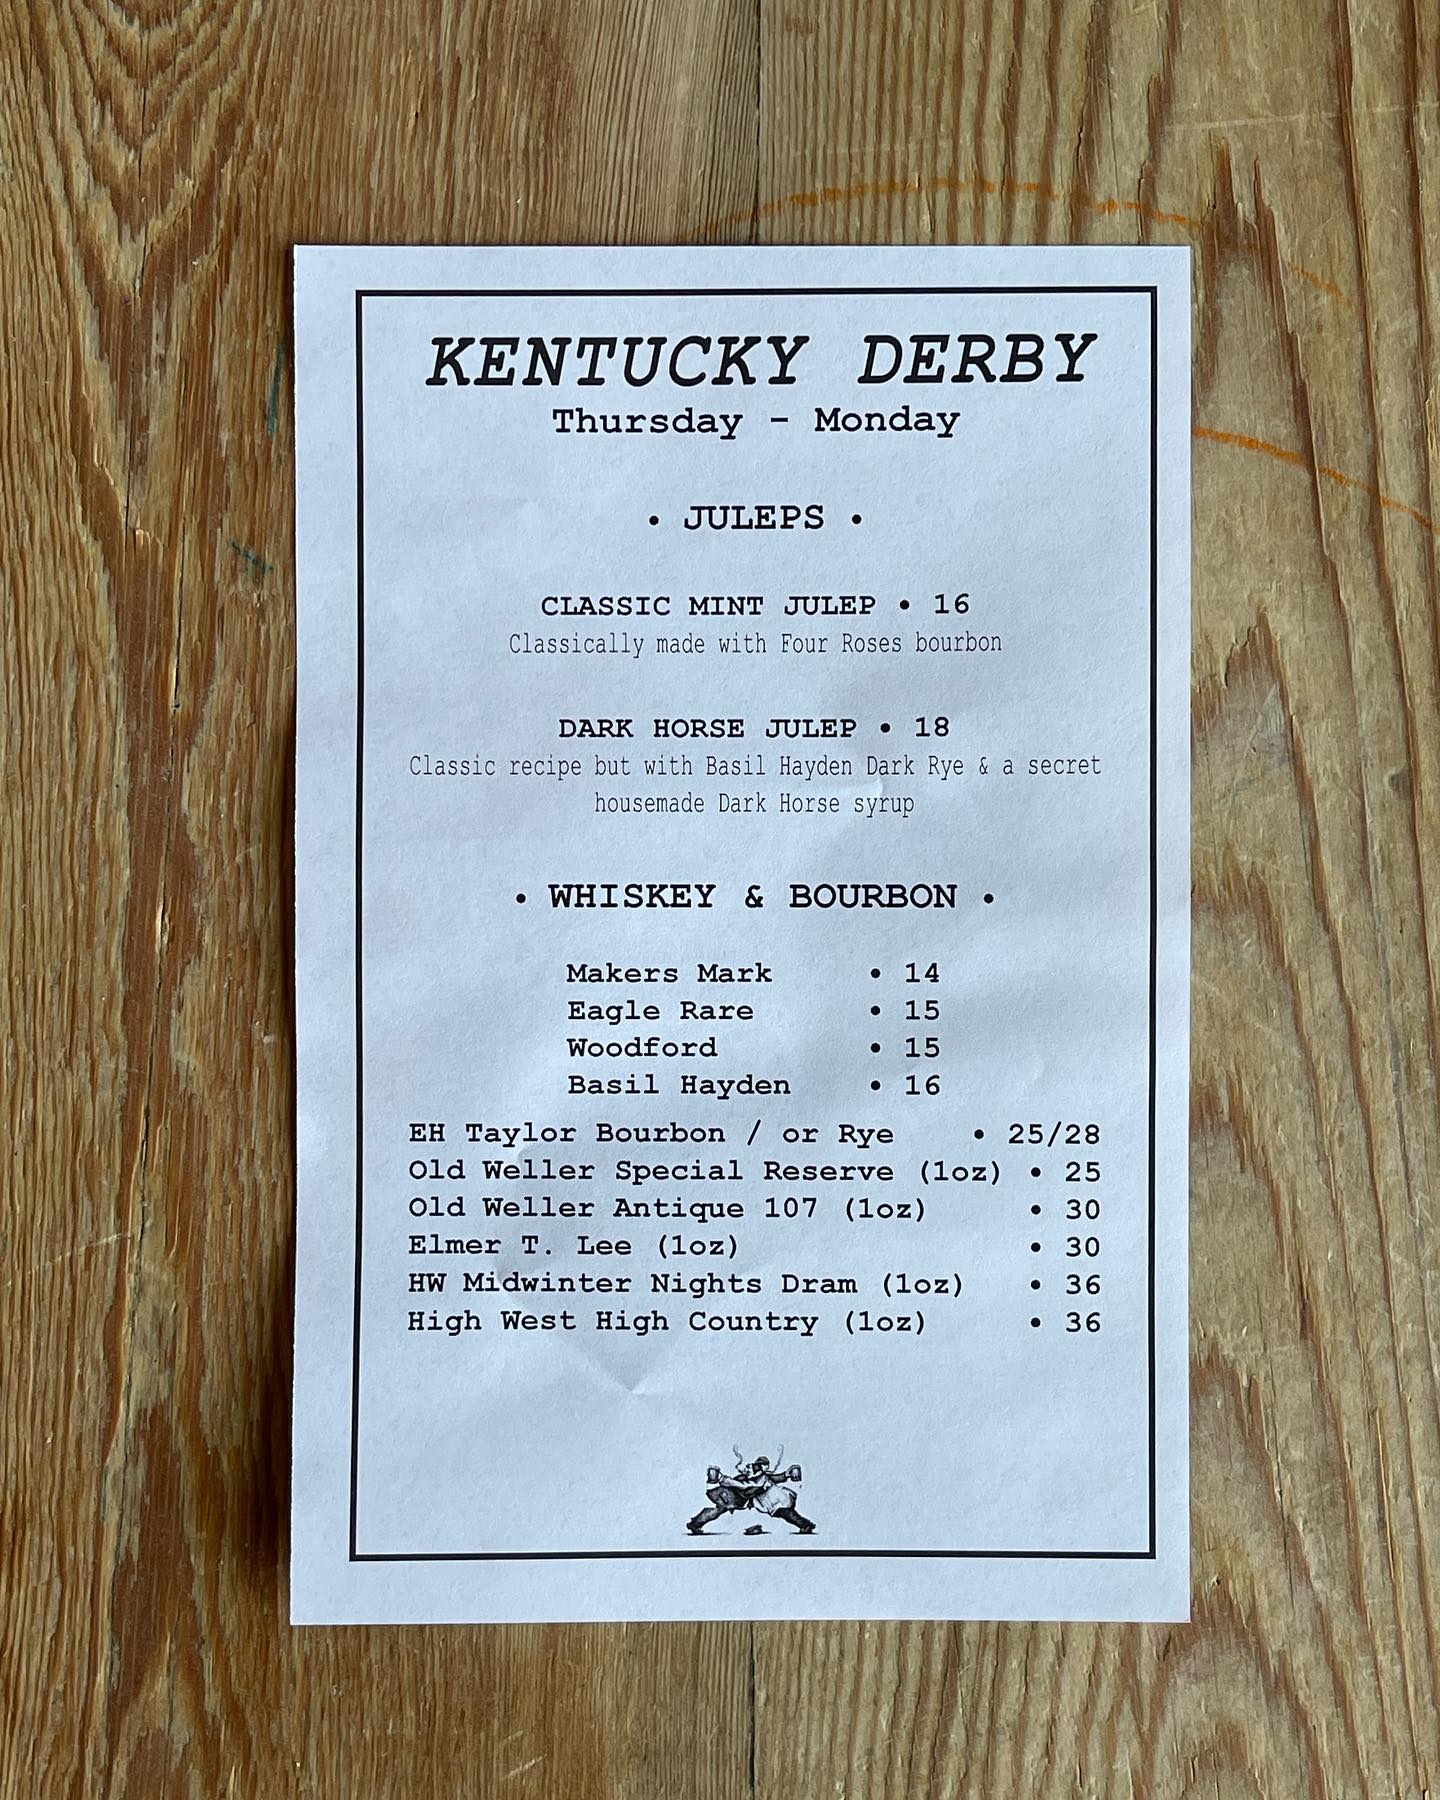 KENTUCKY DERBY
Thursday - Monday
• JULEPS •
CLASSIC MINT JULEP • 16
Classically made with Four Roses bourbon
DARK HORSE JULEP • 18
Classic recipe but with Basil Hayden Dark Rye & a secret
housemade Dark Horse syrup
• WHISKEY & BOURBON •
Makers Mark • 14
Eagle Rare • 15
Woodford • 15
Basil Hayden • 16
EH Taylor Bourbon / or Rye • 25/28
Old Weller Special Reserve (1oz) • 25
Old Weller Antique 107 (1oz) • 30
Elmer T. Lee (1oz) • 30
HW Midwinter Nights Dram (1oz) • 36
High West High Country (1oz) • 36